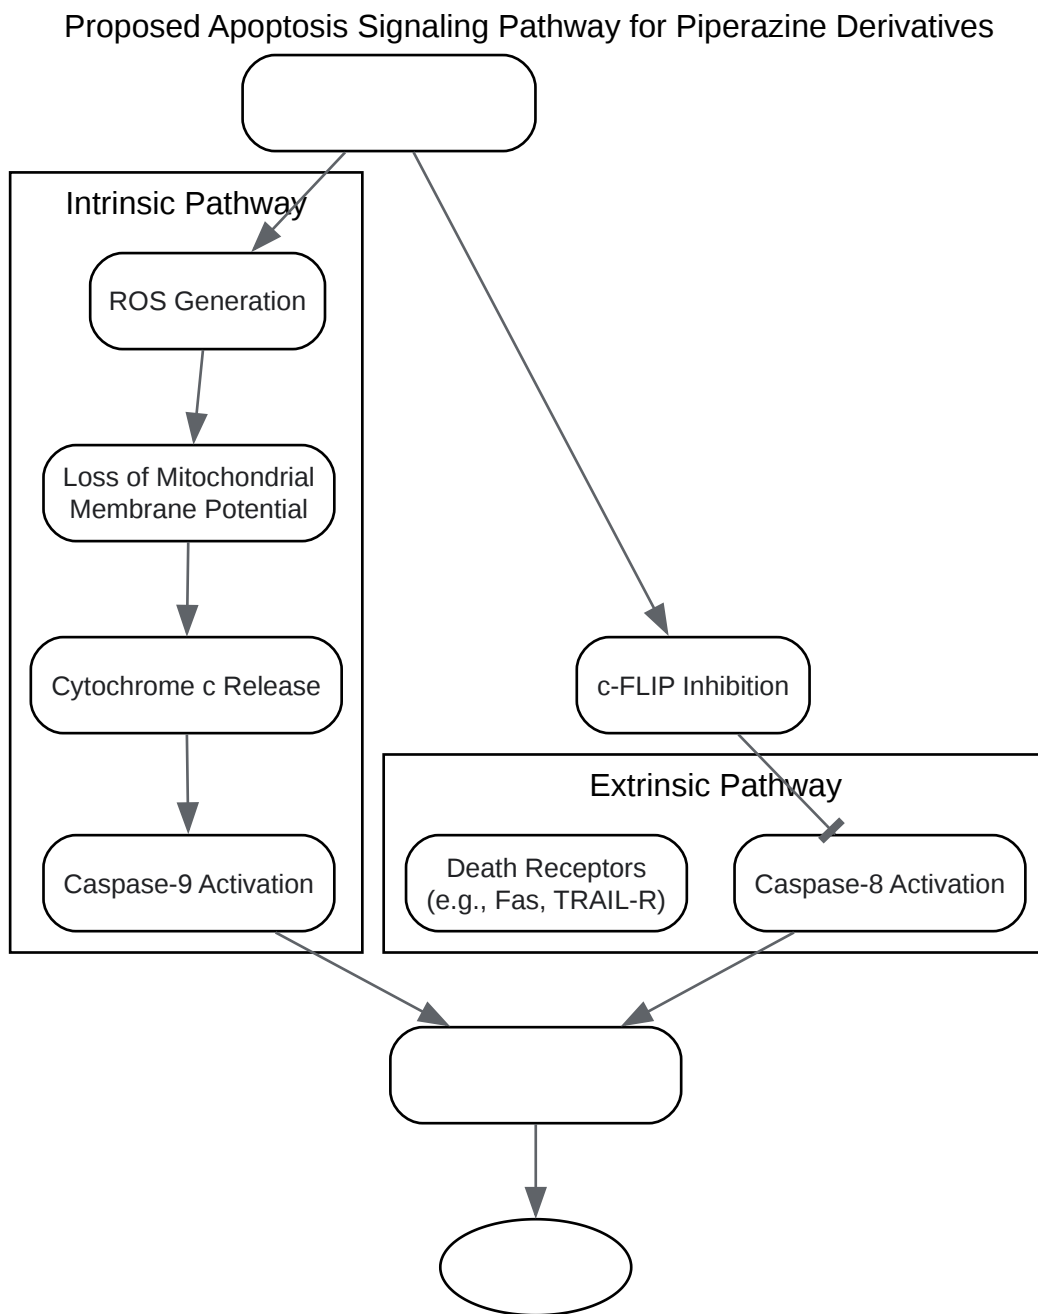 Proposed Apoptosis Signaling Pathway for Piperazine Derivatives
Intrinsic Pathway
ROS Generation
Loss of Mitochondrial
Membrane Potential
Cytochrome c Release
c-FLIP Inhibition
Extrinsic Pathway
Caspase-9 Activation
Death Receptors
(e.g., Fas, TRAIL-R)
Caspase-8 Activation